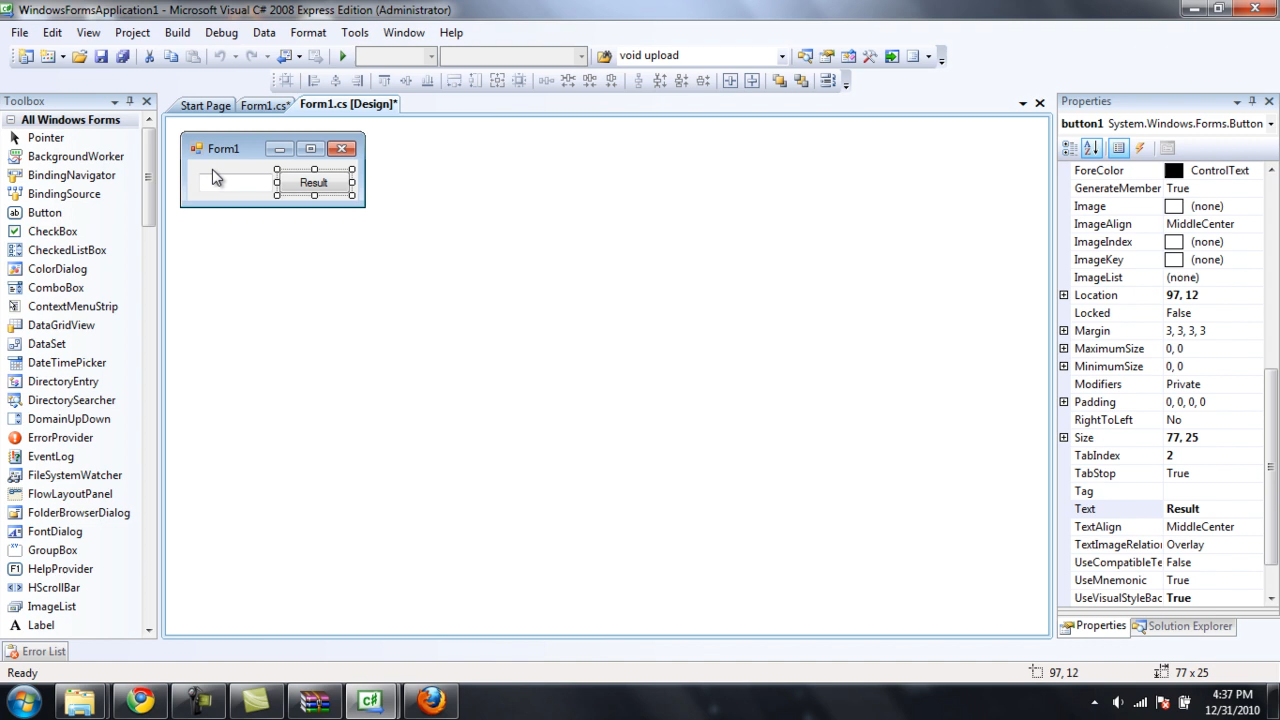 WindowsFormsApplication1 - Microsoft Visual C# 2008 Express Edition (Administrator)
File Edit View Project Build Debug Data Format Tools Window Help
void upload
Toolbox
Start Page Form1.cs* Form1.cs [Design]*
Properties
All Windows Forms
button1 System.Windows.Forms.Button
Pointer
BackgroundWorker
BindingNavigator
BindingSource
Button
CheckBox
CheckedListBox
ColorDialog
ComboBox
ContextMenuStrip
DataGridView
DataSet
DateTimePicker
DirectoryEntry
DirectorySearcher
DomainUpDown
ErrorProvider
EventLog
FileSystemWatcher
FlowLayoutPanel
FolderBrowserDialog
FontDialog
GroupBox
HelpProvider
HScrollBar
ImageList
A Label
Form1
Result
ForeColor ControlText
GenerateMember True
Image (none)
ImageAlign MiddleCenter
ImageIndex (none)
ImageKey (none)
ImageList (none)
Location 97, 12
Locked False
Margin 3, 3, 3, 3
MaximumSize 0, 0
MinimumSize 0, 0
Modifiers Private
Padding 0, 0, 0, 0
RightToLeft No
Size 77, 25
TabIndex 2
TabStop True
Tag
Text Result
TextAlign MiddleCenter
TextImageRelation Overlay
UseCompatibleTe False
UseMnemonic True
UseVisualStyleBac True
Properties Solution Explorer
Error List
Ready 97, 12 77 x 25
4:37 PM
12/31/2010